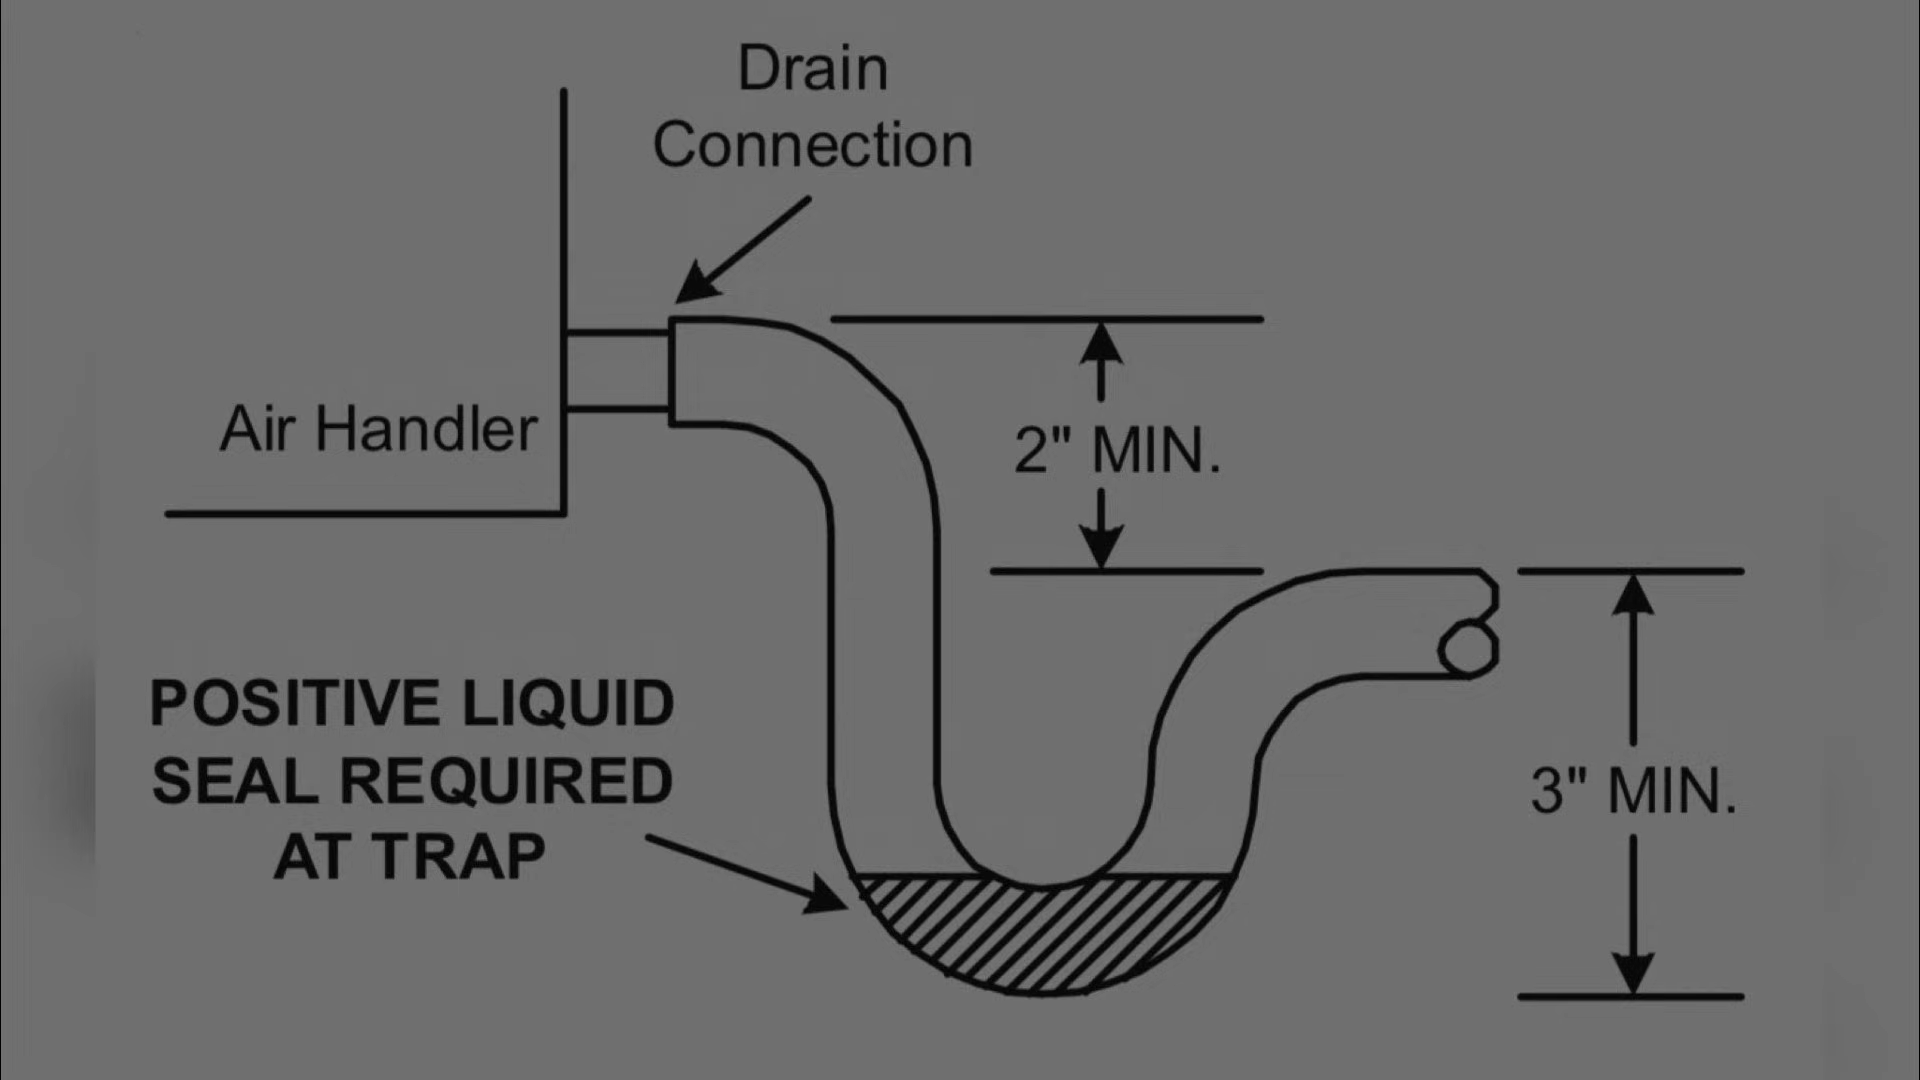 Drain
Connection
Air Handler
2" MIN.
POSITIVE LIQUID
SEAL REQUIRED
AT TRAP
3" MIN.